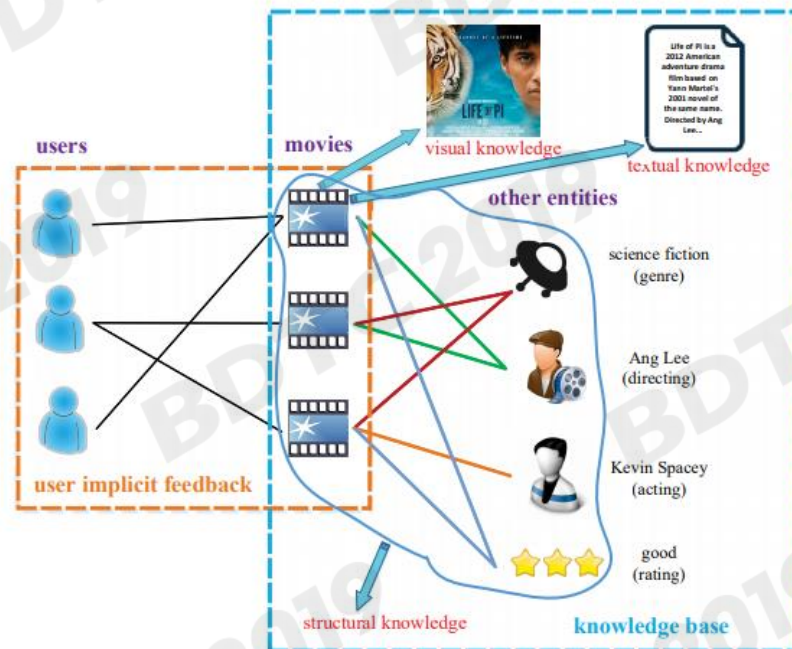 LIFE OF PI
Life of Pi is a
2012 American
adventure drama
film based on
Yann Martel's
2001 novel of
the same name.
Directed by Ang
Lee...
users
movies
visual knowledge
textual knowledge
other entities
science fiction
(genre)
Ang Lee
(directing)
Kevin Spacey
(acting)
user implicit feedback
good
(rating)
structural knowledge
knowledge base
BDTC 2019